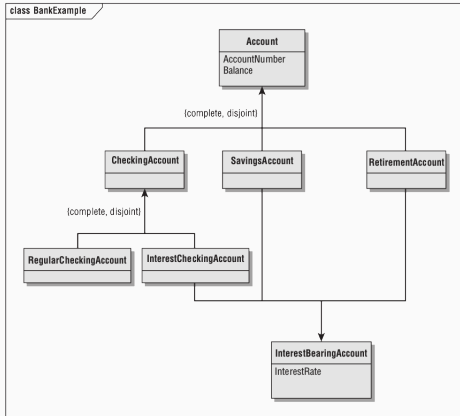 class BankExample
Account
AccountNumber
Balance
{complete, disjoint}
CheckingAccount
SavingsAccount
RetirementAccount
{complete, disjoint}
RegularCheckingAccount
InterestCheckingAccount
InterestBearingAccount
InterestRate